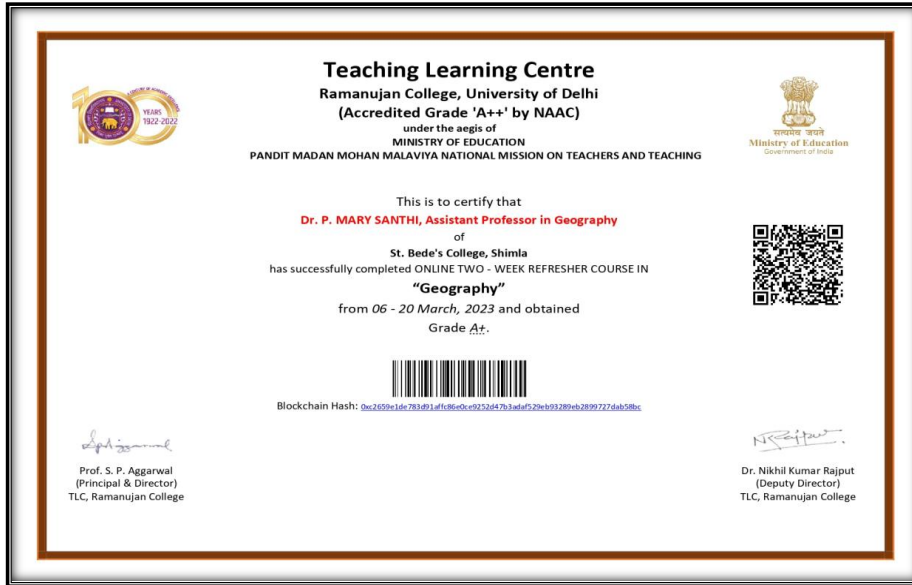 Teaching Learning Centre
Ramanujan College, University of Delhi
(Accredited Grade 'A++' by NAAC)
under the aegis of
MINISTRY OF EDUCATION
PANDIT MADAN MOHAN MALAVIYA NATIONAL MISSION ON TEACHERS AND TEACHING
YEARS
1922-2022
सत्यमेव जयते
Ministry of Education
Government of India
This is to certify that
Dr. P. MARY SANTHI, Assistant Professor in Geography
of
St. Bede's College, Shimla
has successfully completed ONLINE TWO - WEEK REFRESHER COURSE IN
“Geography”
from 06 - 20 March, 2023 and obtained
Grade A+.
Blockchain Hash: 0xc2659e1de783d91affc86e0ce9252d47b3adaf529eb93289eb2899727dab58bc
Prof. S. P. Aggarwal
(Principal & Director)
TLC, Ramanujan College
Dr. Nikhil Kumar Rajput
(Deputy Director)
TLC, Ramanujan College